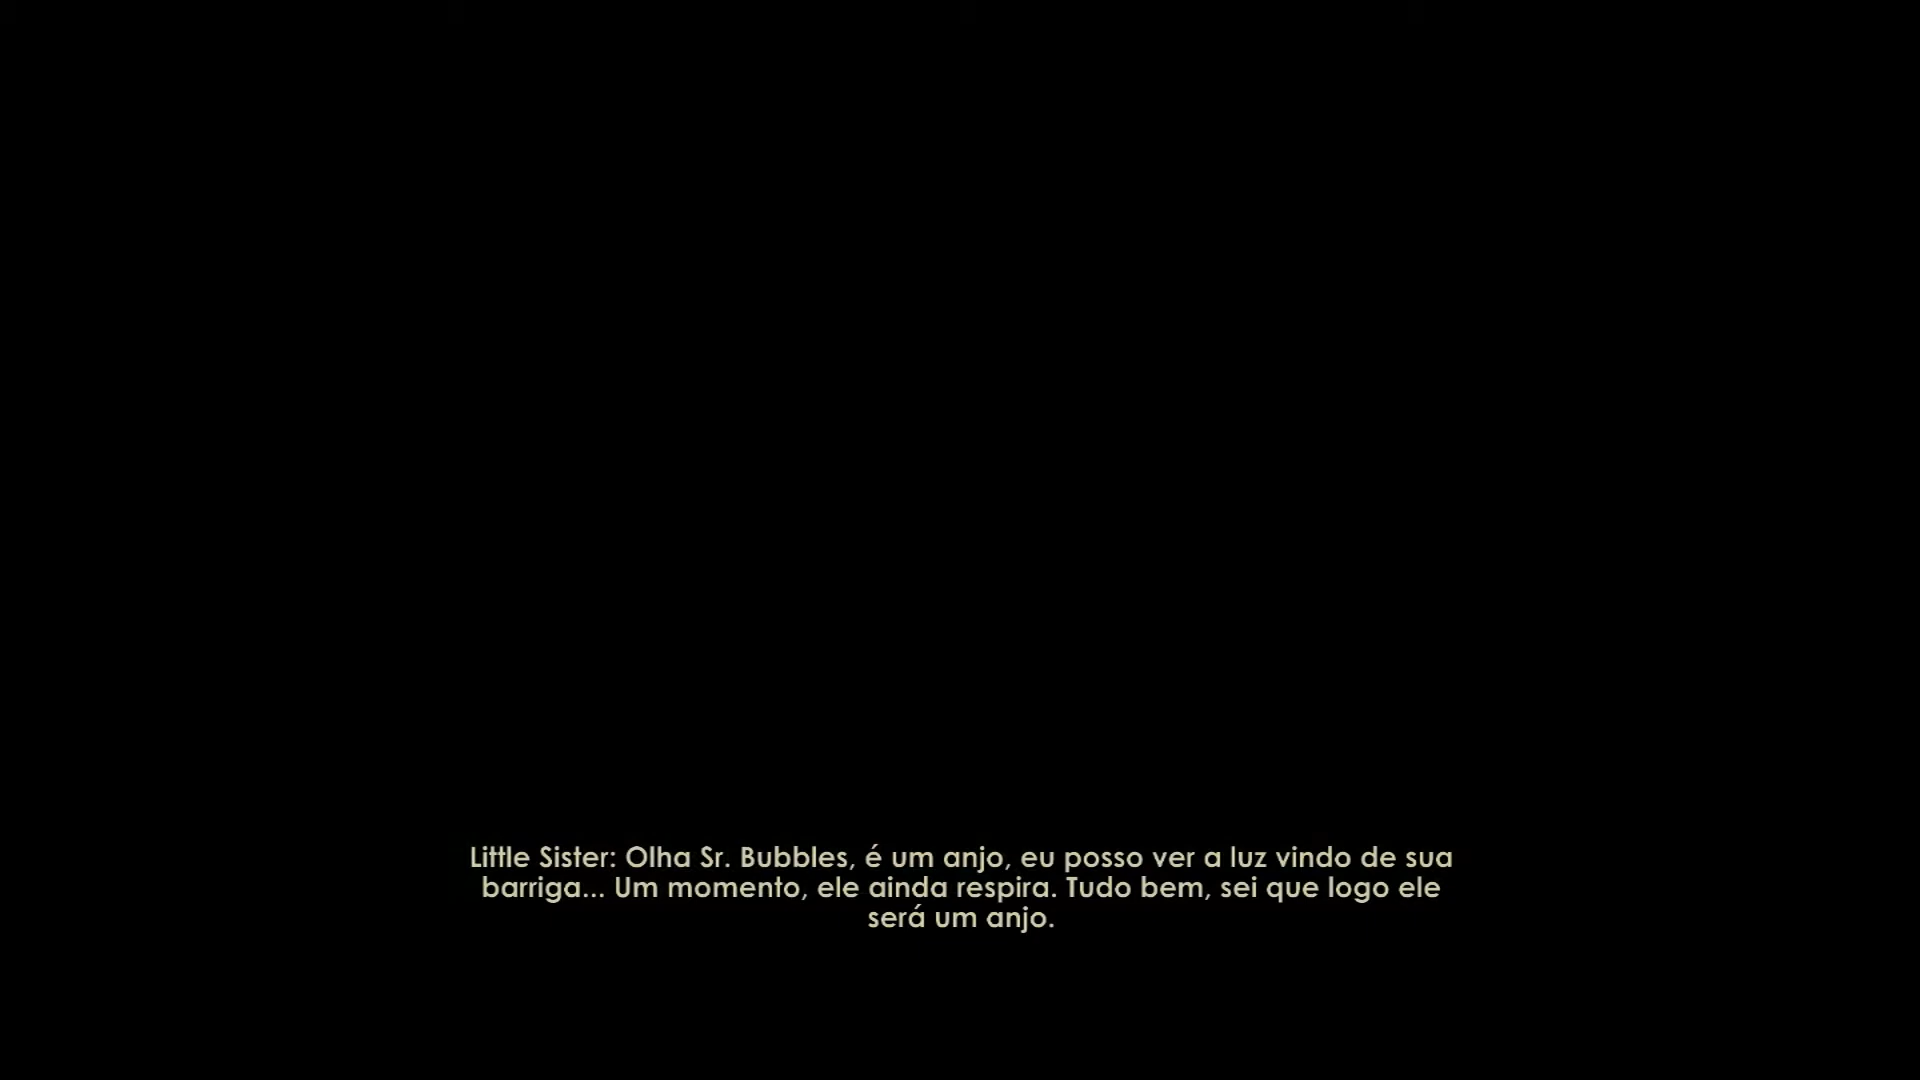 Little Sister: Olha Sr. Bubbles, é um anjo, eu posso ver a luz vindo de sua
barriga... Um momento, ele ainda respira. Tudo bem, sei que logo ele
será um anjo.